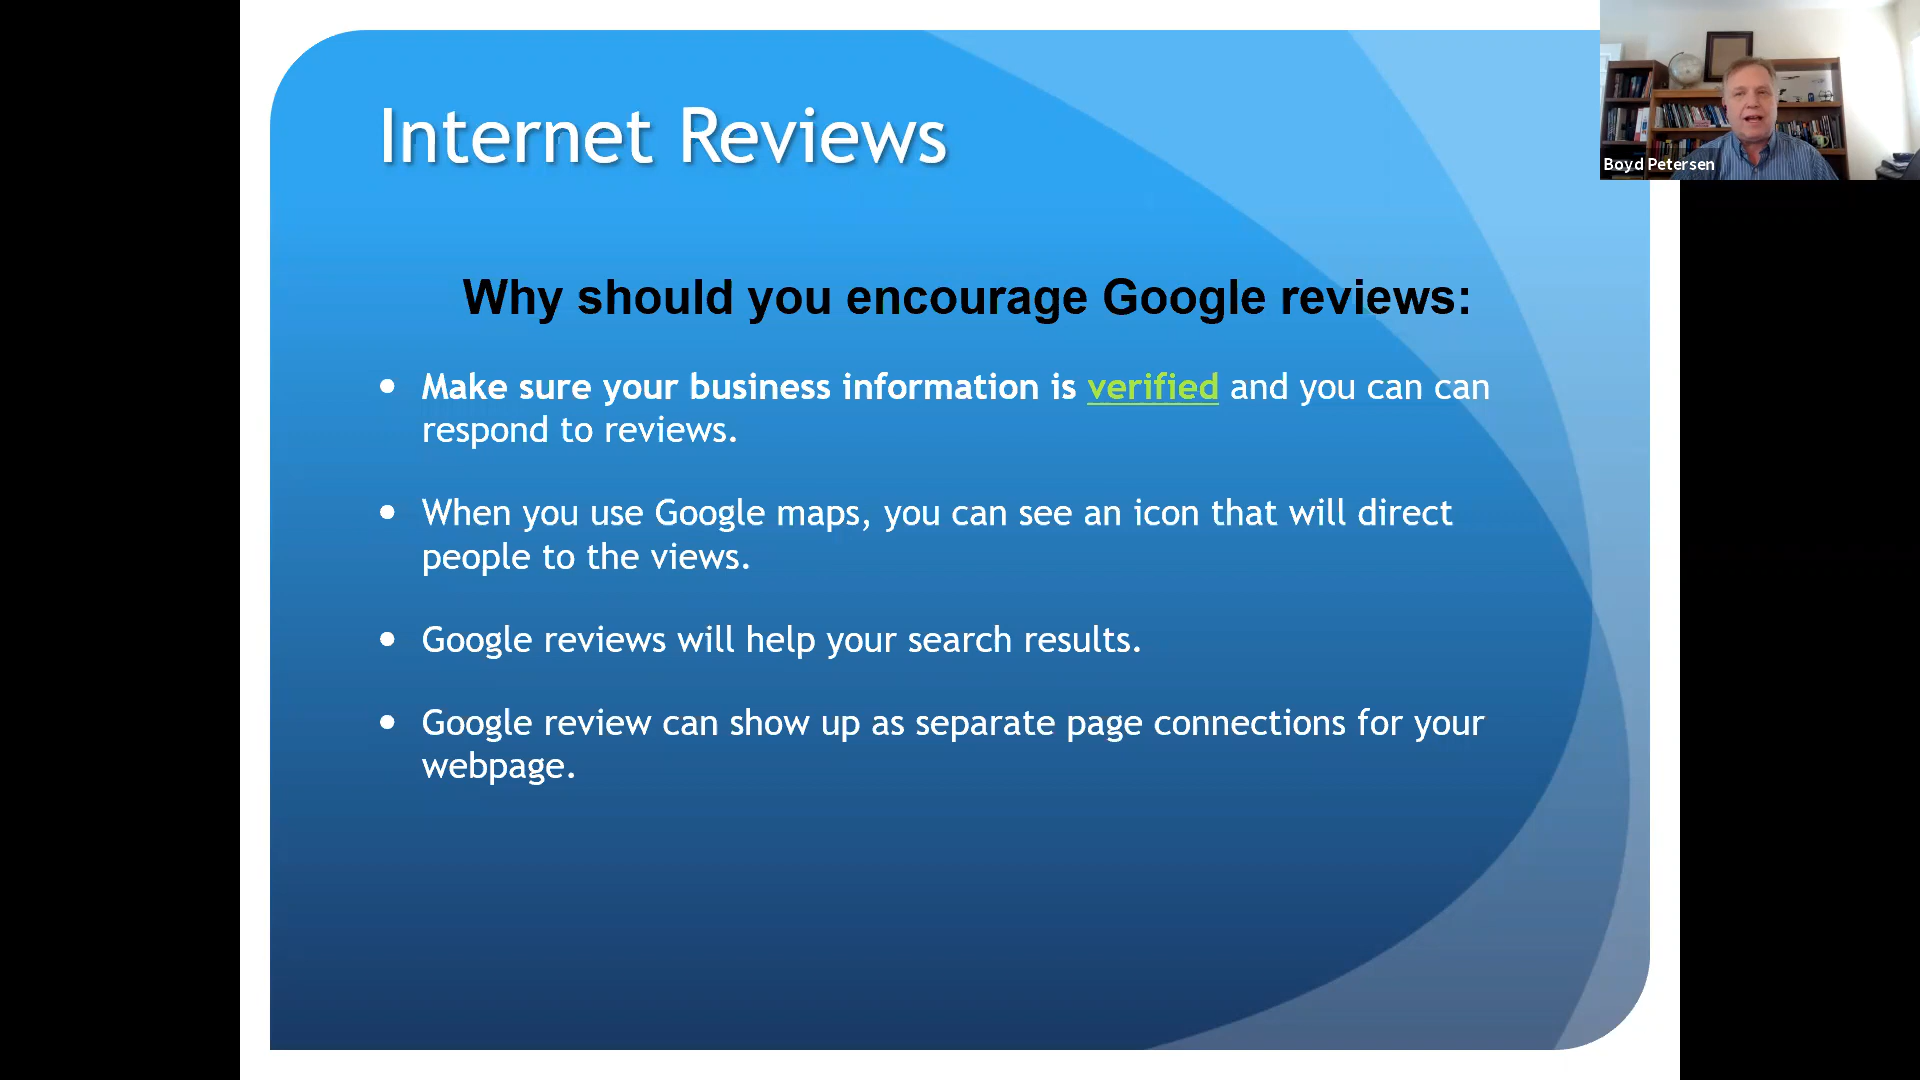 Internet Reviews
Boyd Petersen
Why should you encourage Google reviews:
Make sure your business information is verified and you can can
respond to reviews.
When you use Google maps, you can see an icon that will direct
people to the views.
Google reviews will help your search results.
Google review can show up as separate page connections for your
webpage.